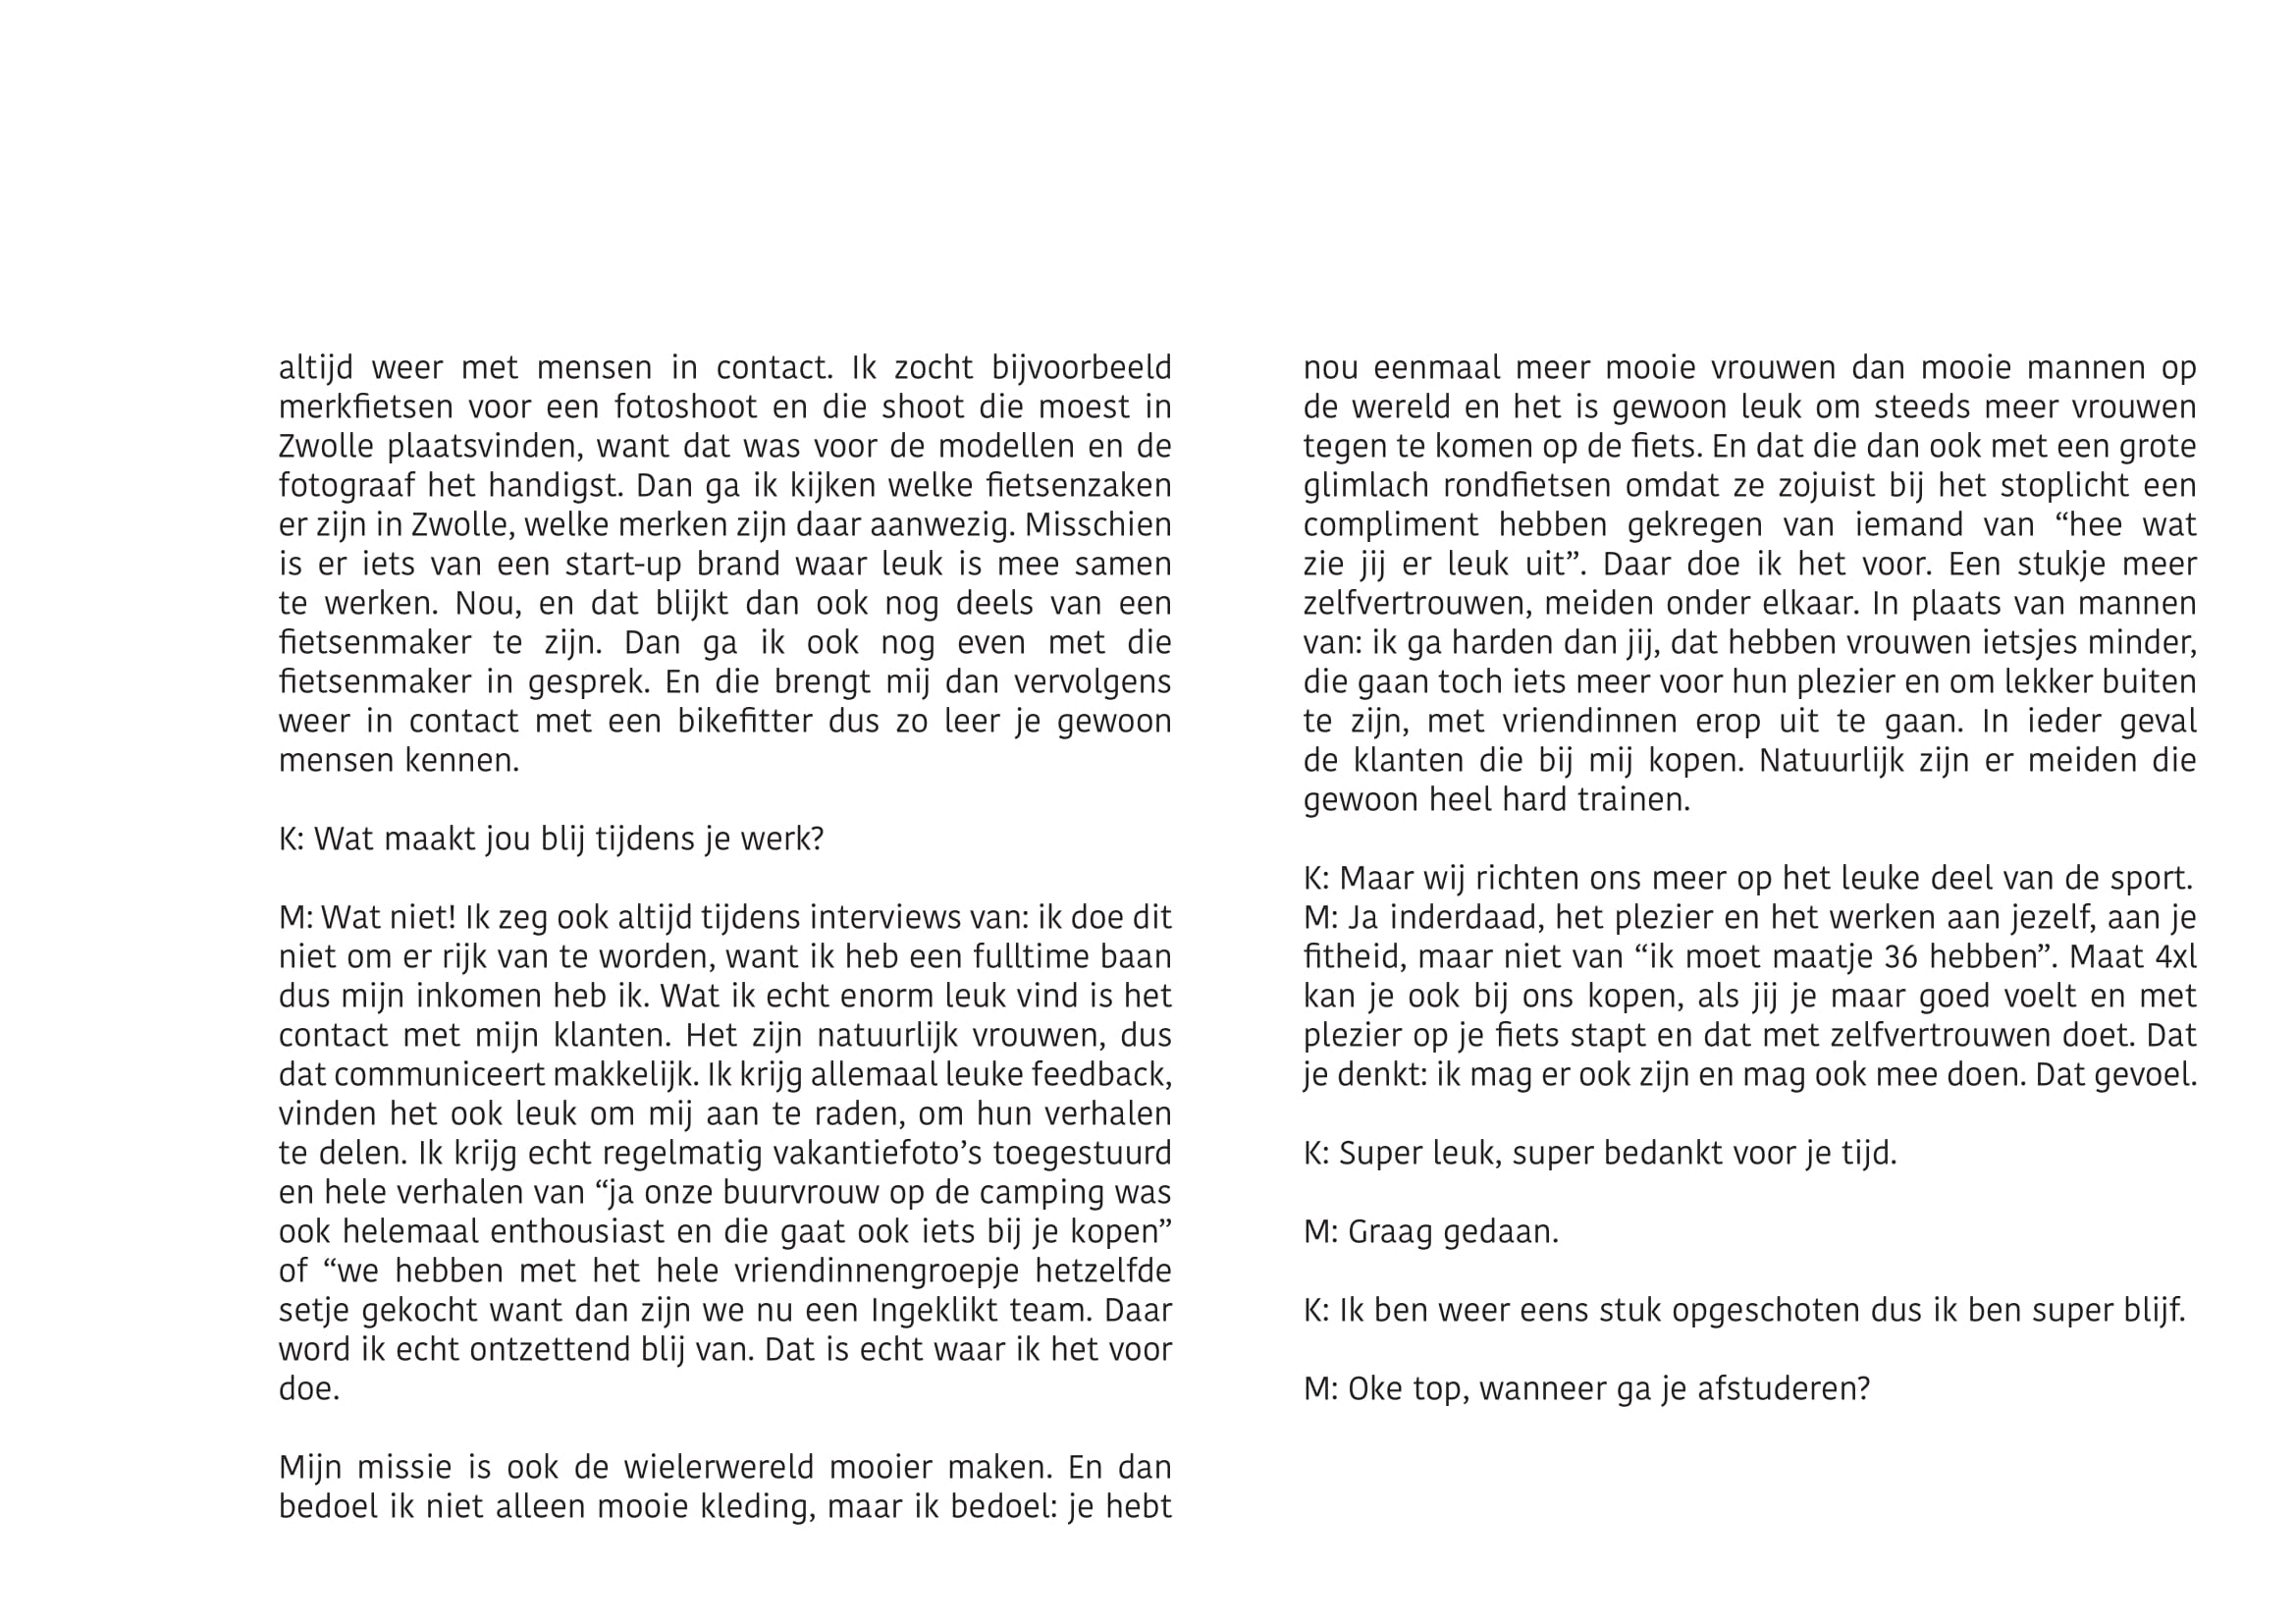 altijd weer met mensen in contact. Ik zocht bijvoorbeeld
merkfietsen voor een fotoshoot en die shoot die moest in
Zwolle plaatsvinden, want dat was voor de modellen en de
fotograaf het handigst. Dan ga ik kijken welke fietsenzaken
er zijn in Zwolle, welke merken zijn daar aanwezig. Misschien
is er iets van een start-up brand waar leuk is mee samen
te werken. Nou, en dat blijkt dan ook nog deels van een
fietsenmaker te zijn. Dan ga ik ook nog even met die
fietsenmaker in gesprek. En die brengt mij dan vervolgens
weer in contact met een bikefitter dus zo leer je gewoon
mensen kennen.

K: Wat maakt jou blij tijdens je werk?

M: Wat niet! Ik zeg ook altijd tijdens interviews van: ik doe dit
niet om er rijk van te worden, want ik heb een fulltime baan
dus mijn inkomen heb ik. Wat ik echt enorm leuk vind is het
contact met mijn klanten. Het zijn natuurlijk vrouwen, dus
dat communiceert makkelijk. Ik krijg allemaal leuke feedback,
vinden het ook leuk om mij aan te raden, om hun verhalen
te delen. Ik krijg echt regelmatig vakantiefoto’s toegestuurd
en hele verhalen van “ja onze buurvrouw op de camping was
ook helemaal enthousiast en die gaat ook iets bij je kopen”
of “we hebben met het hele vriendinnengroepje hetzelfde
setje gekocht want dan zijn we nu een Ingeklikt team. Daar
word ik echt ontzettend blij van. Dat is echt waar ik het voor
doe.

Mijn missie is ook de wielerwereld mooier maken. En dan
bedoel ik niet alleen mooie kleding, maar ik bedoel: je hebt
nou eenmaal meer mooie vrouwen dan mooie mannen op
de wereld en het is gewoon leuk om steeds meer vrouwen
tegen te komen op de fiets. En dat die dan ook met een grote
glimlach rondfietsen omdat ze zojuist bij het stoplicht een
compliment hebben gekregen van iemand van “hee wat
zie jij er leuk uit”. Daar doe ik het voor. Een stukje meer
zelfvertrouwen, meiden onder elkaar. In plaats van mannen
van: ik ga harden dan jij, dat hebben vrouwen ietsjes minder,
die gaan toch iets meer voor hun plezier en om lekker buiten
te zijn, met vriendinnen erop uit te gaan. In ieder geval
de klanten die bij mij kopen. Natuurlijk zijn er meiden die
gewoon heel hard trainen.

K: Maar wij richten ons meer op het leuke deel van de sport.
M: Ja inderdaad, het plezier en het werken aan jezelf, aan je
fitheid, maar niet van “ik moet maatje 36 hebben”. Maat 4xl
kan je ook bij ons kopen, als jij je maar goed voelt en met
plezier op je fiets stapt en dat met zelfvertrouwen doet. Dat
je denkt: ik mag er ook zijn en mag ook mee doen. Dat gevoel.

K: Super leuk, super bedankt voor je tijd.

M: Graag gedaan.

K: Ik ben weer eens stuk opgeschoten dus ik ben super blijf.

M: Oke top, wanneer ga je afstuderen?